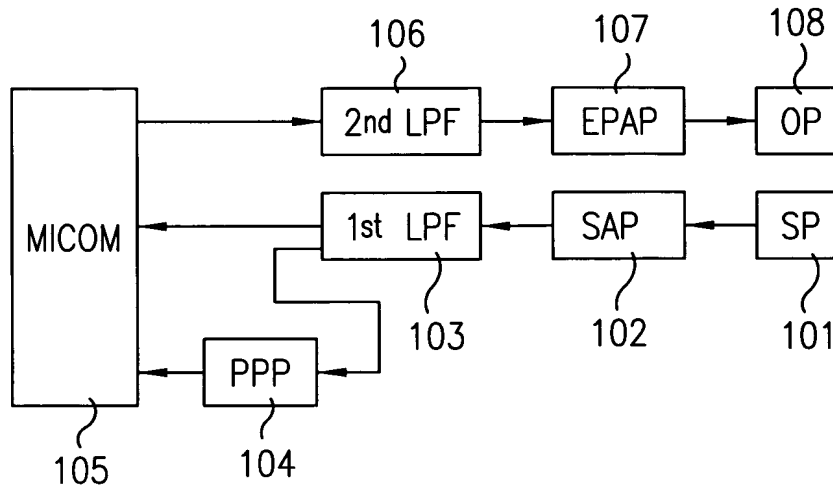 106
107
108
2nd LPF
EPAP
OP
MICOM
1st LPF
SAP
SP
103
102
101
PPP
105
104